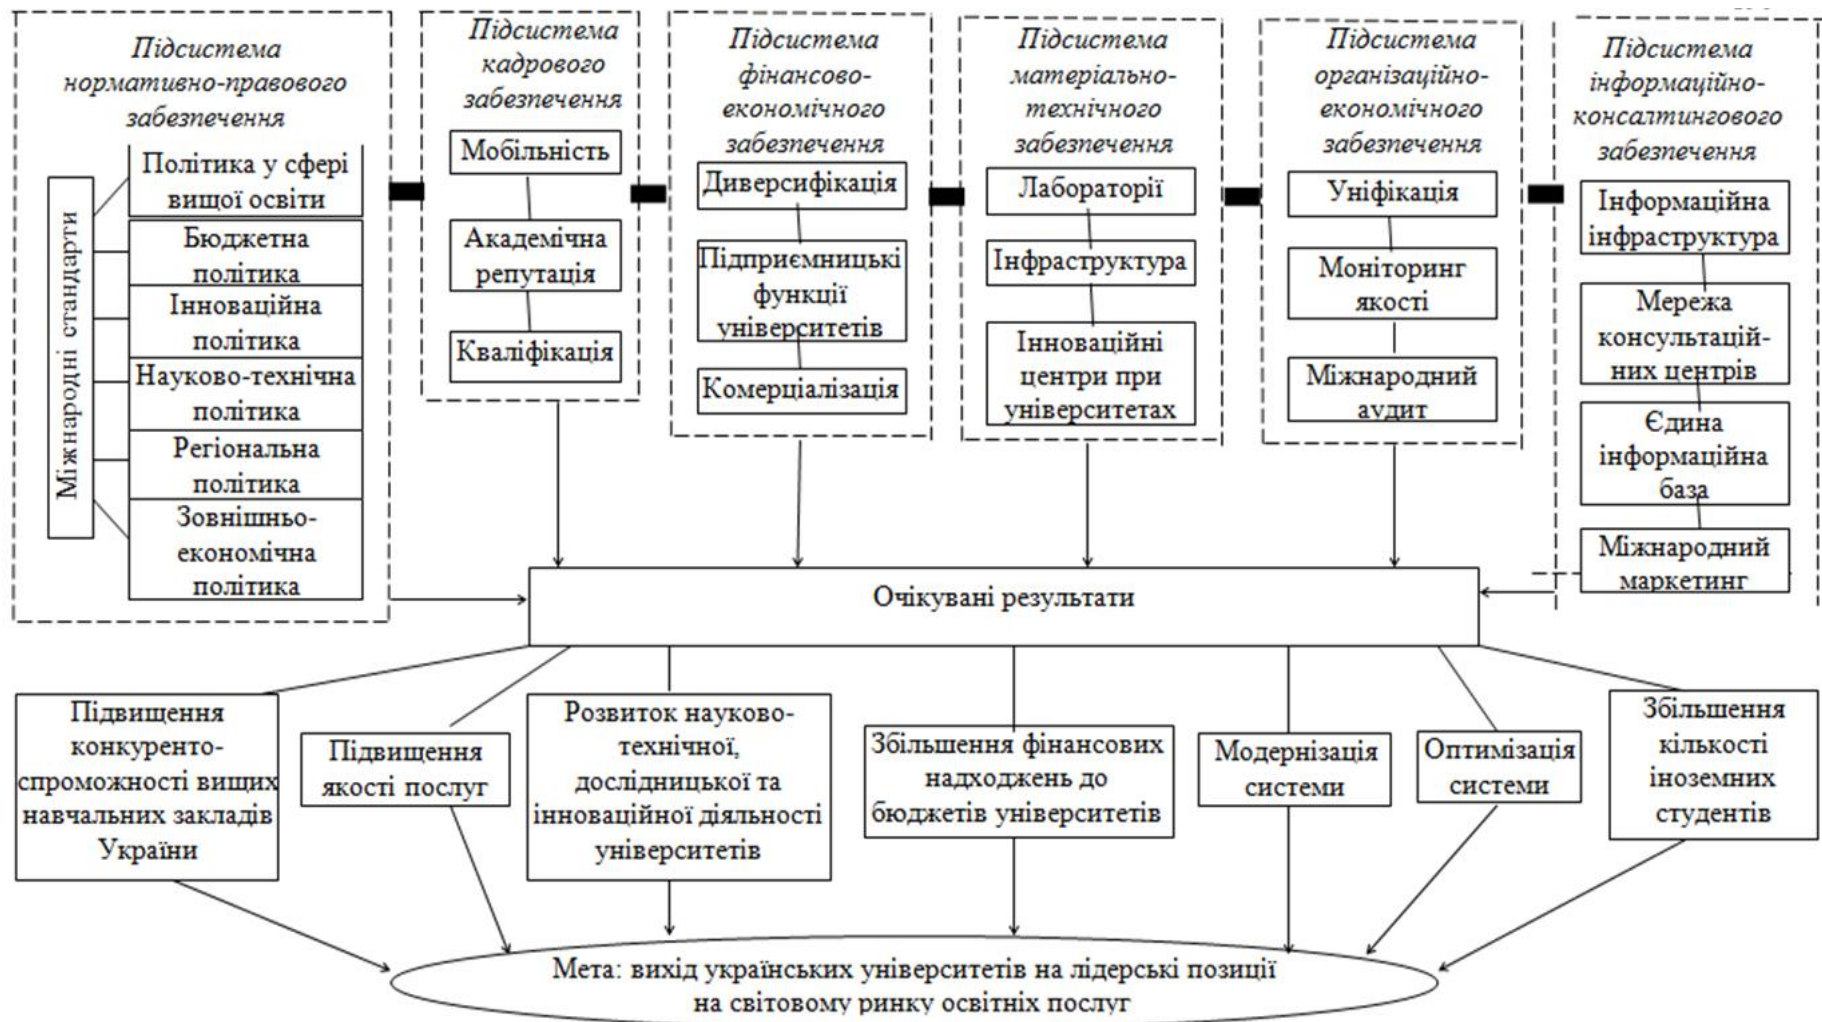 Підсистема
нормативно-правового
забезпечення
Міжнародні стандарти
Політика у сфері
вищої освіти
Бюджетна
політика
Інноваційна
політика
Науково-технічна
політика
Регіональна
політика
Зовнішньо-
економічна
політика
Підсистема
кадрового
забезпечення
Мобільність
Академічна
репутація
Кваліфікація
Підсистема
фінансово-
економічного
забезпечення
Диверсифікація
Підприємницькі
функції
університетів
Комерціалізація
Підсистема
матеріально-
технічного
забезпечення
Лабораторії
Інфраструктура
Інноваційні
центри при
університетах
Підсистема
організаційно-
економічного
забезпечення
Уніфікація
Моніторинг
якості
Міжнародний
аудит
Підсистема
інформаційно-
консалтингового
забезпечення
Інформаційна
інфраструктура
Мережа
консультацій-
них центрів
Єдина
інформаційна
база
Міжнародний
маркетинг
Очікувані результати
Підвищення
конкуренто-
спроможності вищих
навчальних закладів
України
Підвищення
якості послуг
Розвиток науково-
технічної,
дослідницької та
інноваційної діяльності
університетів
Збільшення фінансових
надходжень до
бюджетів університетів
Модернізація
системи
Оптимізація
системи
Збільшення
кількості
іноземних
студентів
Мета: вихід українських університетів на лідерські позиції
на світовому ринку освітніх послуг